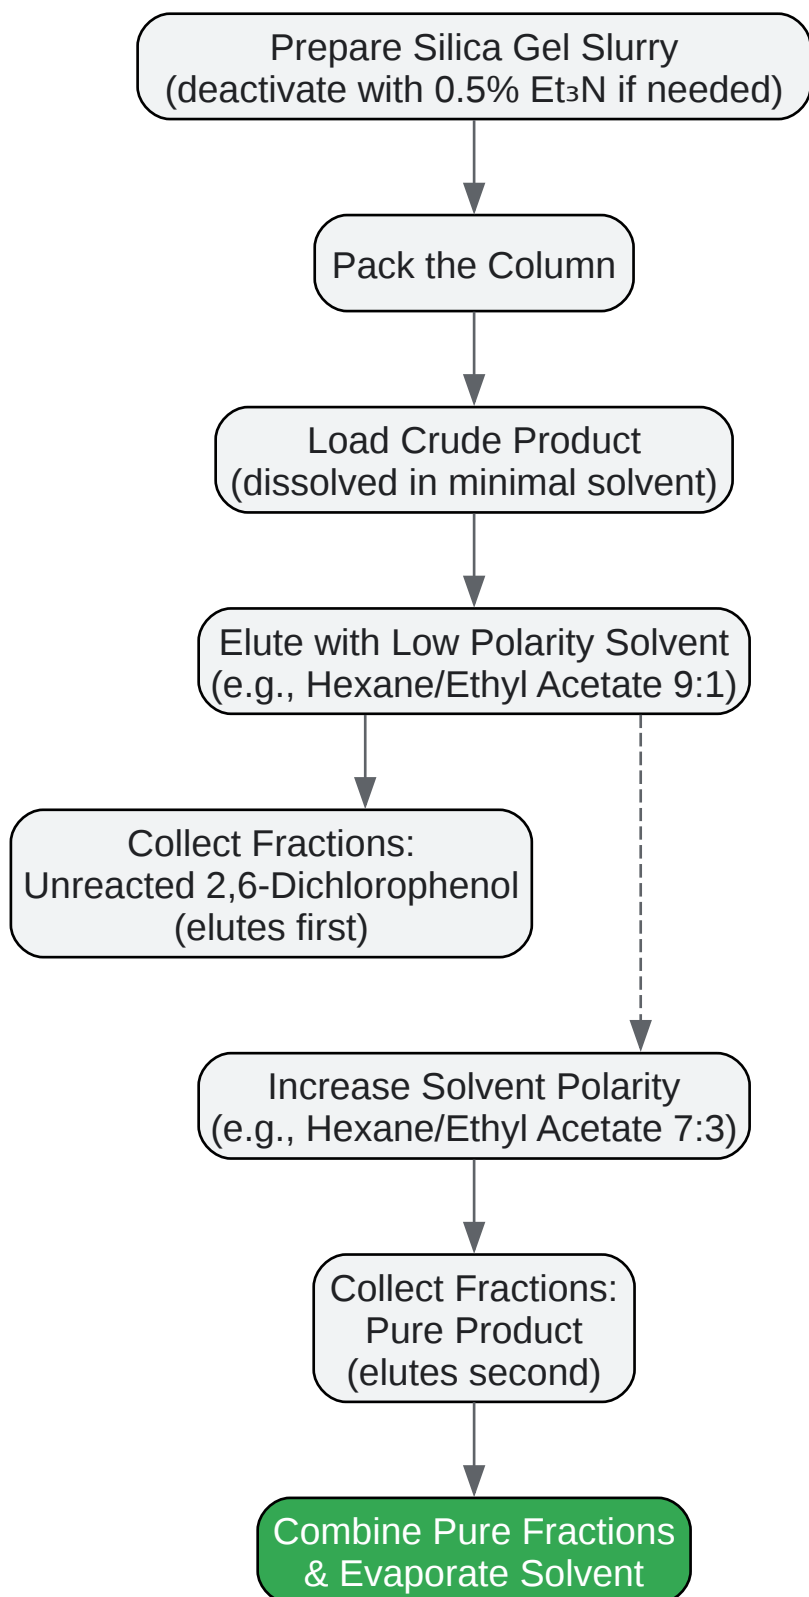 Prepare Silica Gel Slurry
(deactivate with 0.5% Et₃N if needed)
Pack the Column
Load Crude Product
(dissolved in minimal solvent)
Elute with Low Polarity Solvent
(e.g., Hexane/Ethyl Acetate 9:1)
Collect Fractions:
Unreacted 2,6-Dichlorophenol
(elutes first)
Increase Solvent Polarity
(e.g., Hexane/Ethyl Acetate 7:3)
Collect Fractions:
Pure Product
(elutes second)
Combine Pure Fractions
& Evaporate Solvent